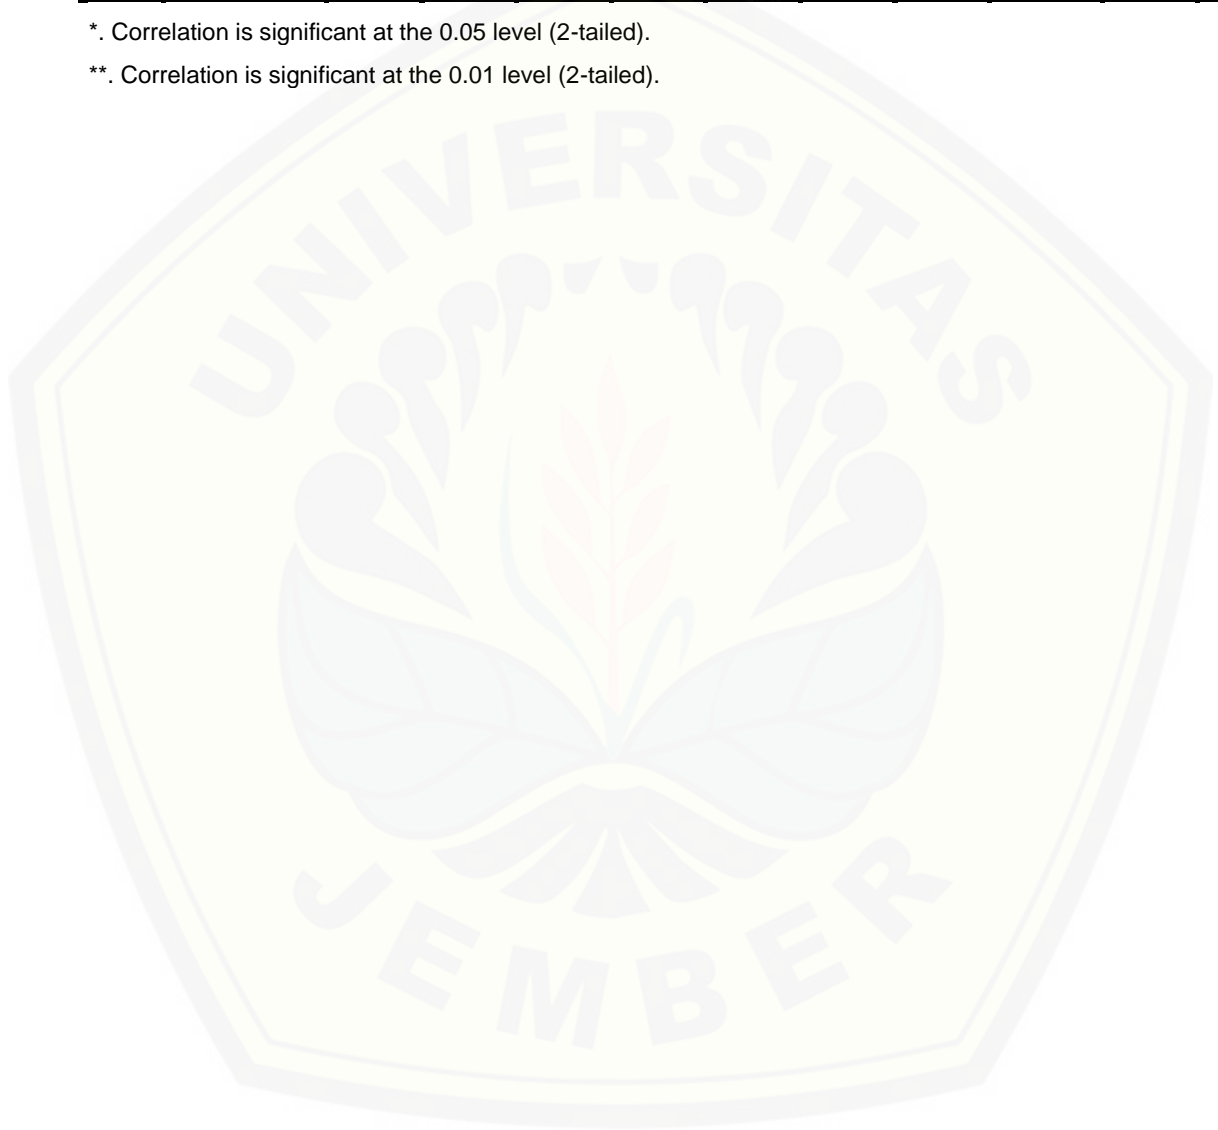 *. Correlation is significant at the 0.05 level (2-tailed).
**. Correlation is significant at the 0.01 level (2-tailed).
UNIVERSITAS
JEMBER